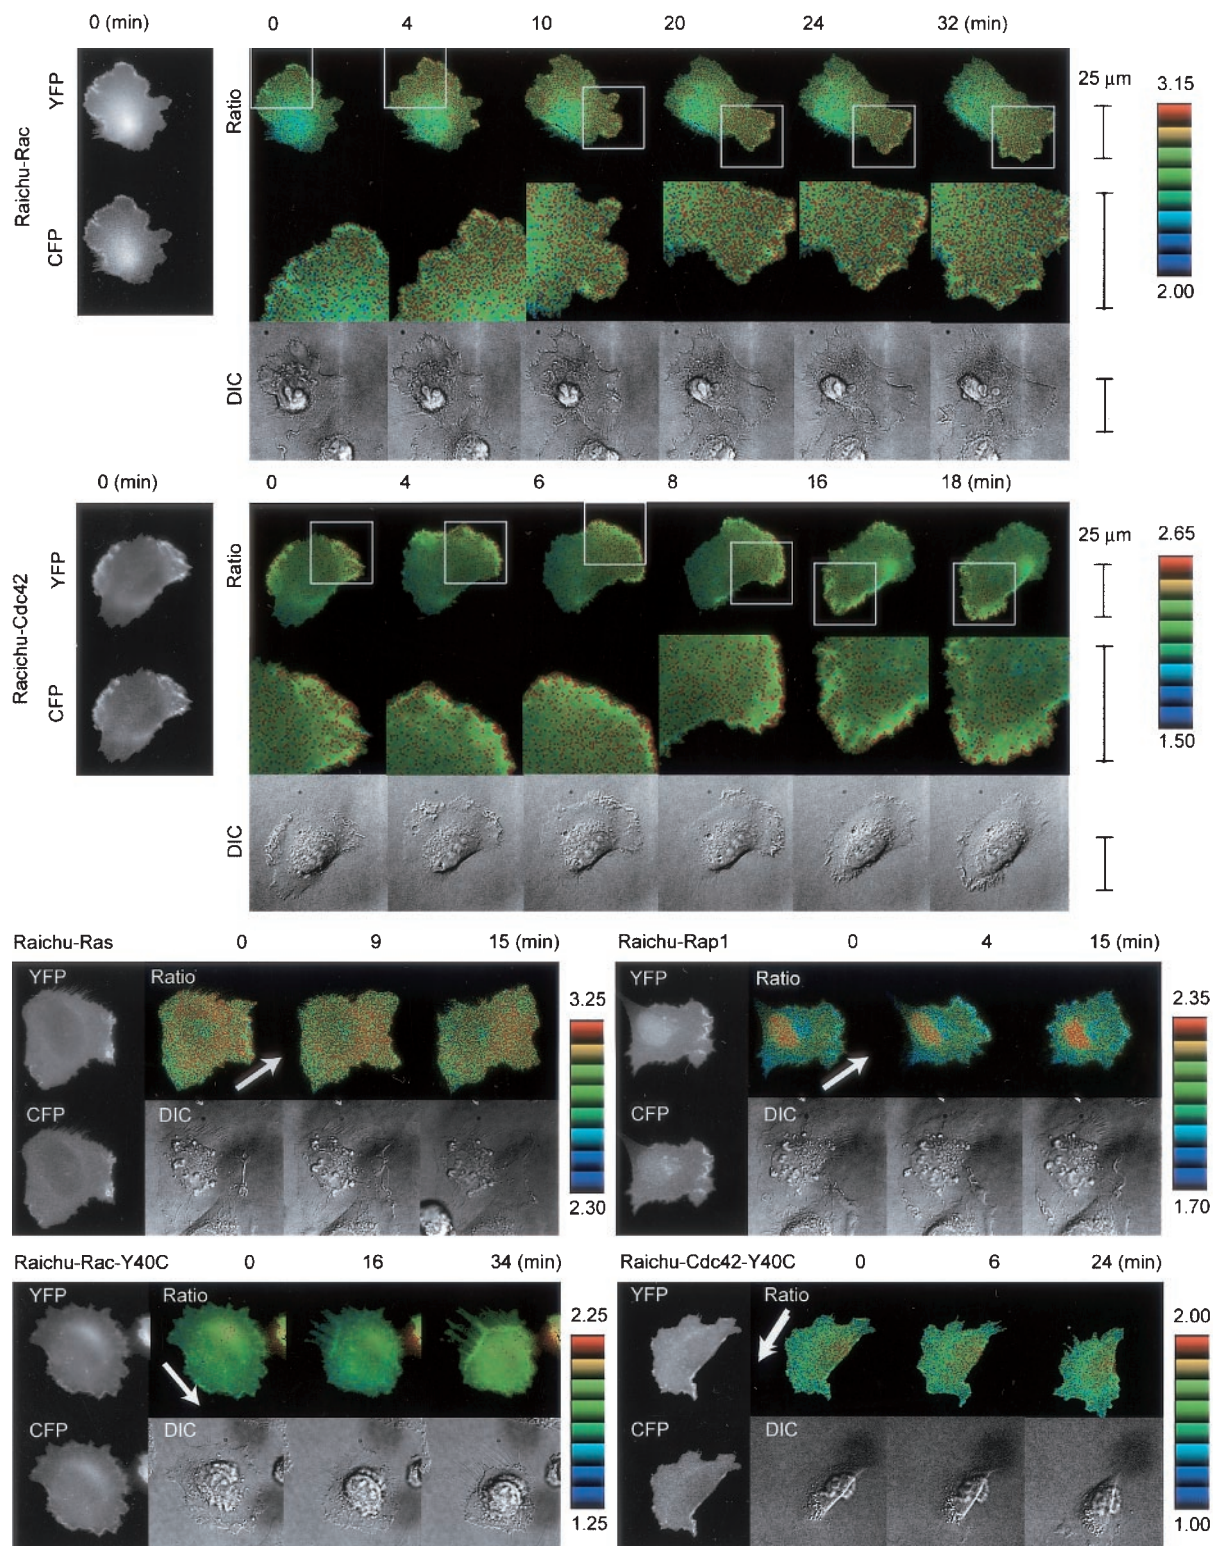 0 (min)
0 4 10 20 24 32 (min)
Raichu-Rac
YFP
CFP
Ratio
DIC
25 μm
3.15
2.00
0 (min)
0 4 6 8 16 18 (min)
Racichu-Cdc42
YFP
CFP
Ratio
DIC
25 μm
2.65
1.50
Raichu-Ras 0 9 15 (min)
YFP Ratio
CFP DIC
3.25
2.30
Raichu-Rap1 0 4 15 (min)
YFP Ratio
CFP DIC
2.35
1.70
Raichu-Rac-Y40C 0 16 34 (min)
YFP Ratio
CFP DIC
2.25
1.25
Raichu-Cdc42-Y40C 0 6 24 (min)
YFP Ratio
CFP DIC
2.00
1.00